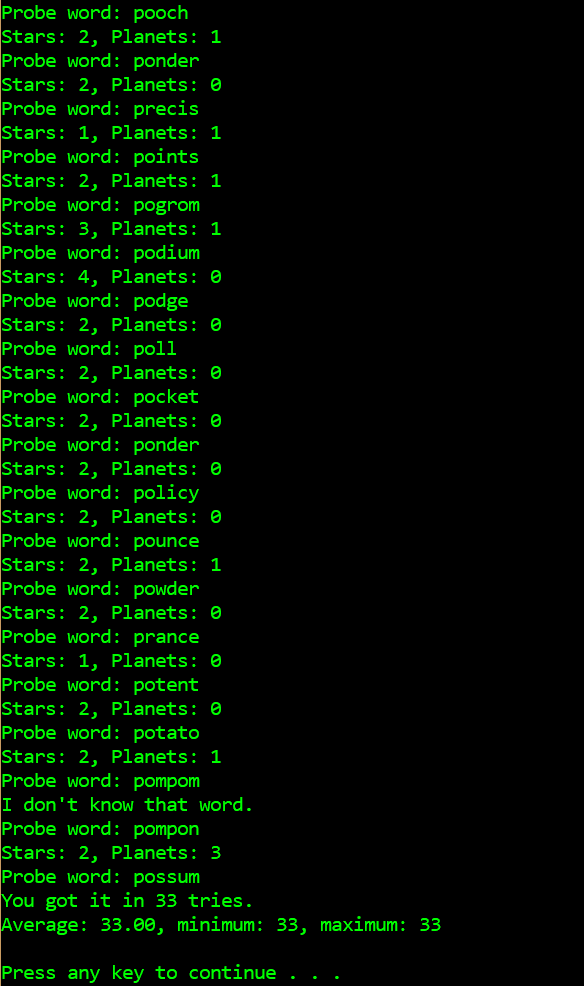 Probe word: pooch
Stars: 2, Planets: 1
Probe word: ponder
Stars: 2, Planets: 0
Probe word: precis
Stars: 1, Planets: 1
Probe word: points
Stars: 2, Planets: 1
Probe word: pogrom
Stars: 3, Planets: 1
Probe word: podium
Stars: 4, Planets: 0
Probe word: podge
Stars: 2, Planets: 0
Probe word: poll
Stars: 2, Planets: 0
Probe word: pocket
Stars: 2, Planets: 0
Probe word: ponder
Stars: 2, Planets: 0
Probe word: policy
Stars: 2, Planets: 0
Probe word: pounce
Stars: 2, Planets: 1
Probe word: powder
Stars: 2, Planets: 0
Probe word: prance
Stars: 1, Planets: 0
Probe word: potent
Stars: 2, Planets: 0
Probe word: potato
Stars: 2, Planets: 1
Probe word: pompom
I don't know that word.
Probe word: pompon
Stars: 2, Planets: 3
Probe word: possum
You got it in 33 tries.
Average: 33.00, minimum: 33, maximum: 33
Press any key to continue . . .